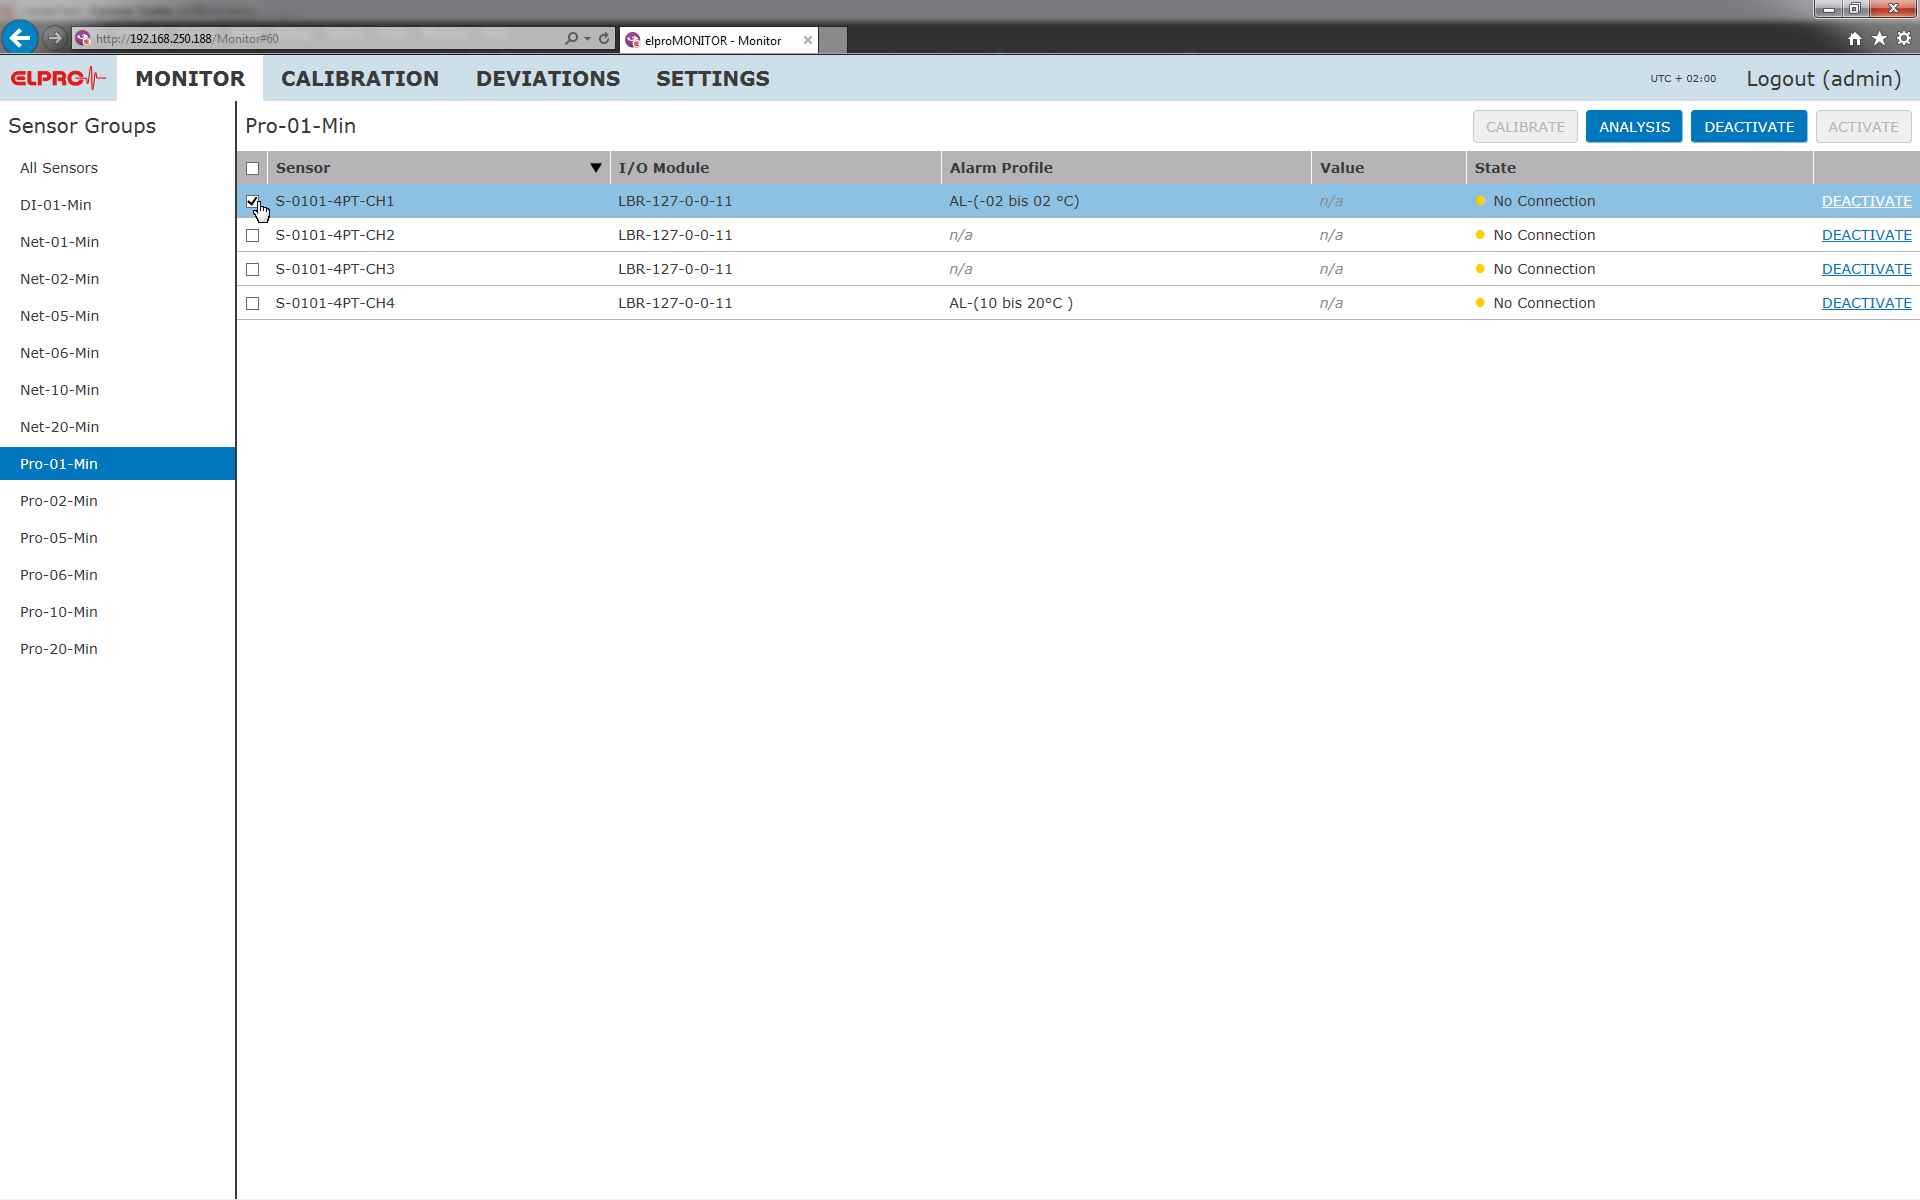 http://192.168.250.188/Monitor#60
elproMONITOR - Monitor
ELPRO MONITOR CALIBRATION DEVIATIONS SETTINGS UTC + 02:00 Logout (admin)
Sensor Groups
All Sensors
DI-01-Min
Net-01-Min
Net-02-Min
Net-05-Min
Net-06-Min
Net-10-Min
Net-20-Min
Pro-01-Min
Pro-02-Min
Pro-05-Min
Pro-06-Min
Pro-10-Min
Pro-20-Min
Pro-01-Min CALIBRATE ANALYSIS DEACTIVATE ACTIVATE
Sensor I/O Module Alarm Profile Value State
S-0101-4PT-CH1 LBR-127-0-0-11 AL-(-02 bis 02 °C) n/a No Connection DEACTIVATE
S-0101-4PT-CH2 LBR-127-0-0-11 n/a n/a No Connection DEACTIVATE
S-0101-4PT-CH3 LBR-127-0-0-11 n/a n/a No Connection DEACTIVATE
S-0101-4PT-CH4 LBR-127-0-0-11 AL-(10 bis 20°C ) n/a No Connection DEACTIVATE